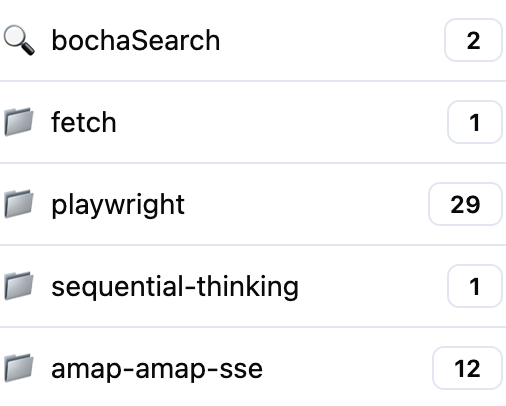 bochaSearch 2
fetch 1
playwright 29
sequential-thinking 1
amap-amap-sse 12